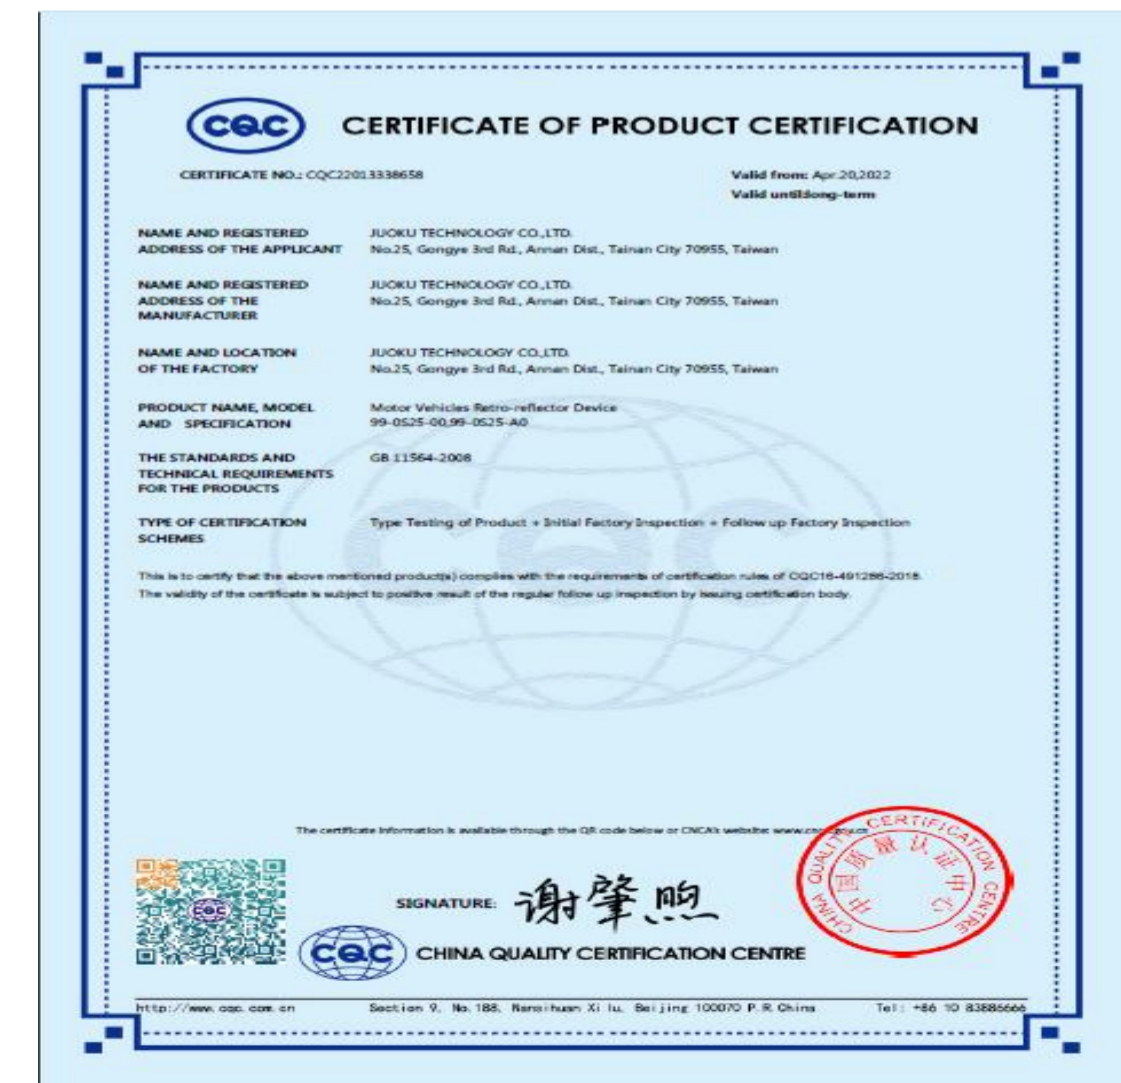 CQC
CERTIFICATE OF PRODUCT CERTIFICATION
CERTIFICATE NO.: CQC22013338658
Valid from: Apr.20,2022
Valid until:long-term
NAME AND REGISTERED
ADDRESS OF THE APPLICANT
JUOKU TECHNOLOGY CO.,LTD.
No.25, Gongye 3rd Rd., Annan Dist., Tainan City 70955, Taiwan
NAME AND REGISTERED
ADDRESS OF THE
MANUFACTURER
JUOKU TECHNOLOGY CO.,LTD.
No.25, Gongye 3rd Rd., Annan Dist., Tainan City 70955, Taiwan
NAME AND LOCATION
OF THE FACTORY
JUOKU TECHNOLOGY CO.,LTD.
No.25, Gongye 3rd Rd., Annan Dist., Tainan City 70955, Taiwan
PRODUCT NAME, MODEL
AND SPECIFICATION
Motor Vehicles Retro-reflector Device
99-0525-00,99-0525-A0
THE STANDARDS AND
TECHNICAL REQUIREMENTS
FOR THE PRODUCTS
GB 11564-2008
TYPE OF CERTIFICATION
SCHEMES
Type Testing of Product + Initial Factory Inspection + Follow up Factory Inspection
CQC
This is to certify that the above mentioned product(s) complies with the requirements of certification rules of CQC16-491286-2018.
The validity of the certificate is subject to positive result of the regular follow up inspection by issuing certification body.
The certificate information is available through the QR code below or CNCA's website:
CHINA QUALITY CERTIFICATION CENTRE
中国质量认证中心
CQC
SIGNATURE: 谢肇煦
CQC
CHINA QUALITY CERTIFICATION CENTRE
http://www.cqc.com.cn
Section 9, No.188, Nansihuan Xi lu, Beijing 100070 P.R.China
Tel: +86 10 83886666